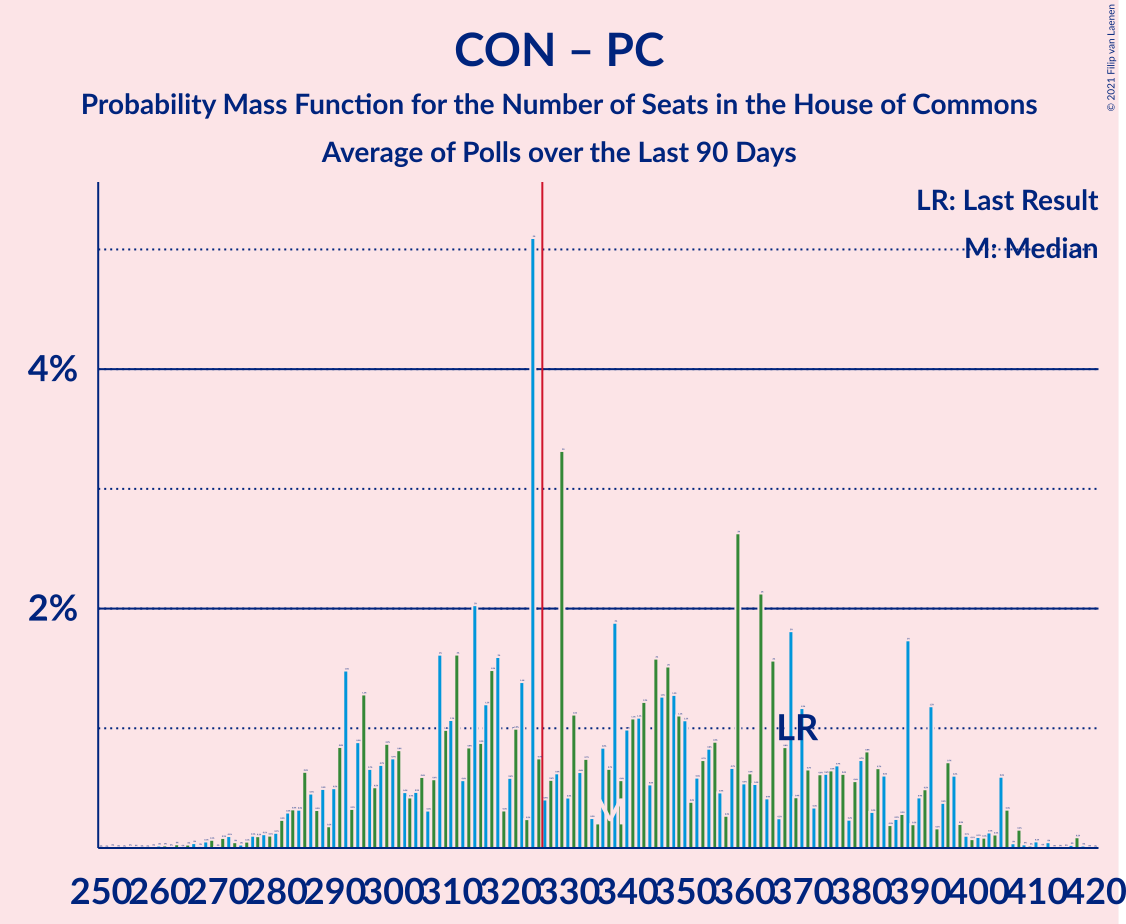 CON – PC
Probability Mass Function for the Number of Seats in the House of Commons
Average of Polls over the Last 90 Days
© 2021 Filip van Laenen
LR: Last Result
M: Median
4%
2%
LR
M
250 260 270 280 290 300 310 320 330 340 350 360 370 380 390 400 410 420